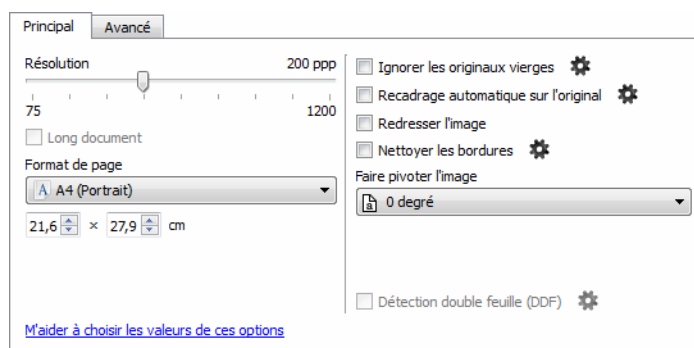 Principal
Avancé
Résolution 200 ppp
75 1200
Long document
Format de page
A A4 (Portrait)
21,6 × 27,9 cm
M'aider à choisir les valeurs de ces options
Ignorer les originaux vierges
Recadrage automatique sur l'original
Redresser l'image
Nettoyer les bordures
Faire pivoter l'image
a 0 degré
Détection double feuille (DDF)